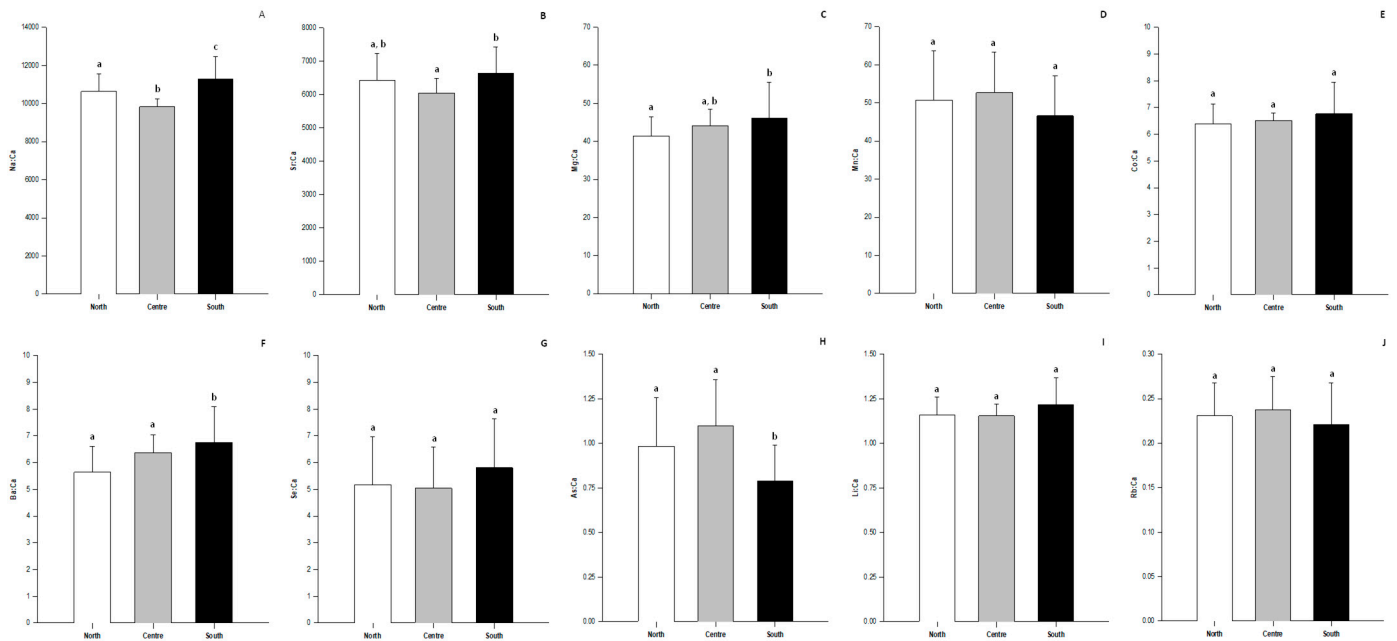 A
14000
12000
10000
8000
6000
4000
2000
0
Na:Ca
a
b
c
North Centre South
B
8000
7000
6000
5000
4000
3000
2000
1000
0
Sr:Ca
a, b
a
b
North Centre South
C
70
60
50
40
30
20
10
0
Mg:Ca
a
a, b
b
North Centre South
D
70
60
50
40
30
20
10
0
Mn:Ca
a
a
a
North Centre South
E
10
9
8
7
6
5
4
3
2
1
0
Co:Ca
a
a
a
North Centre South
F
10
9
8
7
6
5
4
3
2
1
0
Ba:Ca
a
a
b
North Centre South
G
10
9
8
7
6
5
4
3
2
1
0
Se:Ca
a
a
a
North Centre South
H
1.50
1.25
1.00
0.75
0.50
0.25
0.00
As:Ca
a
a
b
North Centre South
I
1.50
1.25
1.00
0.75
0.50
0.25
0.00
Li:Ca
a
a
a
North Centre South
J
0.30
0.25
0.20
0.15
0.10
0.05
0.00
Rb:Ca
a
a
a
North Centre South